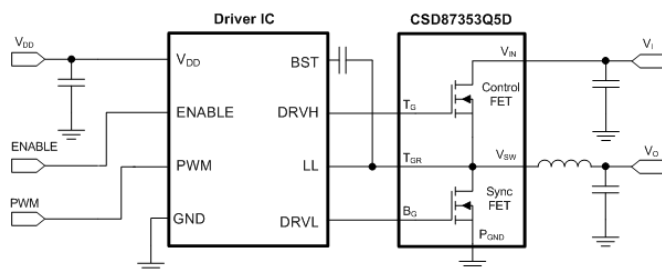 Driver IC
CSD87353Q5D
VDD
VDD
BST
VIN
VI
ENABLE
DRVH
TG
Control
FET
ENABLE
PWM
LL
TGR
VSW
VO
PWM
GND
DRVL
BG
Sync
FET
PGND